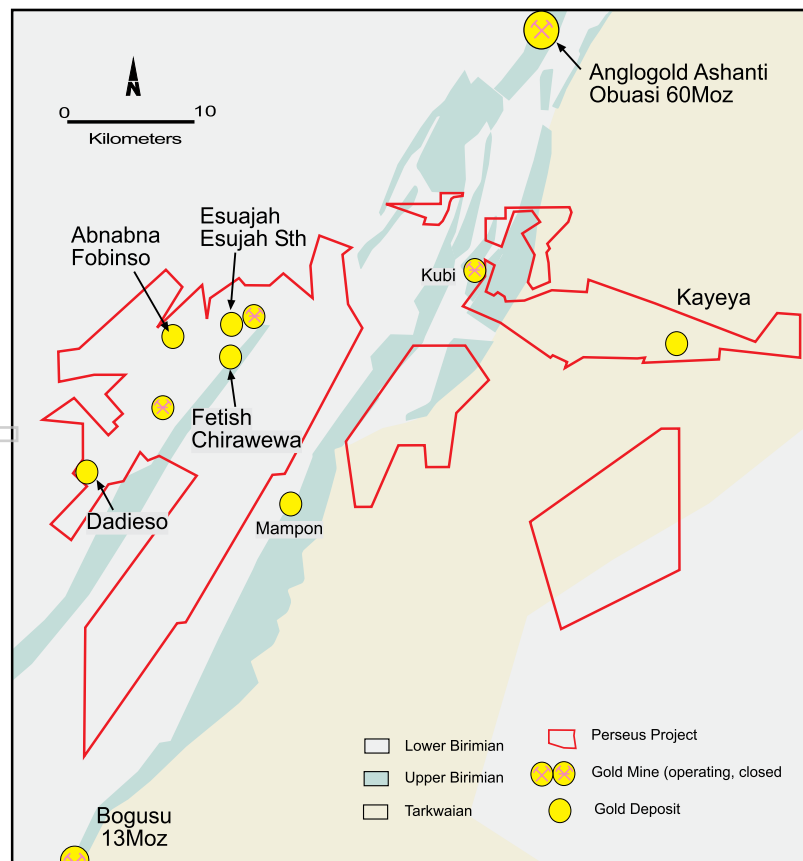 Anglogold Ashanti
Obuasi 60Moz
N
0 10
Kilometers
Esuajah
Esujah Sth
Abnabna
Fobinso
Kubi
Kayeya
Fetish
Chirawewa
Dadieso
Mampon
Lower Birimian
Upper Birimian
Tarkwaian
Perseus Project
Gold Mine (operating, closed
Gold Deposit
Bogusu
13Moz